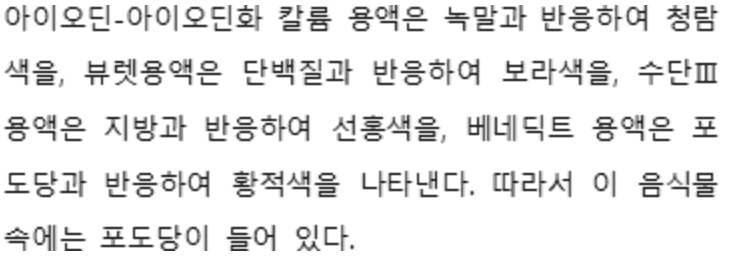 아이오딘-아이오딘화 칼륨 용액은 녹말과 반응하여 청람
색을, 뷰렛용액은 단백질과 반응하여 보라색을, 수단Ⅲ
용액은 지방과 반응하여 선홍색을, 베네딕트 용액은 포
도당과 반응하여 황적색을 나타낸다. 따라서 이 음식물
속에는 포도당이 들어 있다.